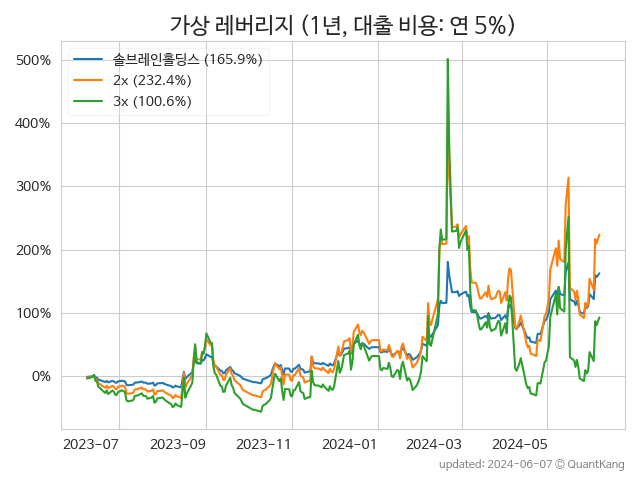 가상 레버리지 (1년, 대출 비용: 연 5%)
솔브레인홀딩스 (165.9%)
2x (232.4%)
3x (100.6%)
500%
400%
300%
200%
100%
0%
2023-07
2023-09
2023-11
2024-01
2024-03
2024-05
updated: 2024-06-07 © QuantKang